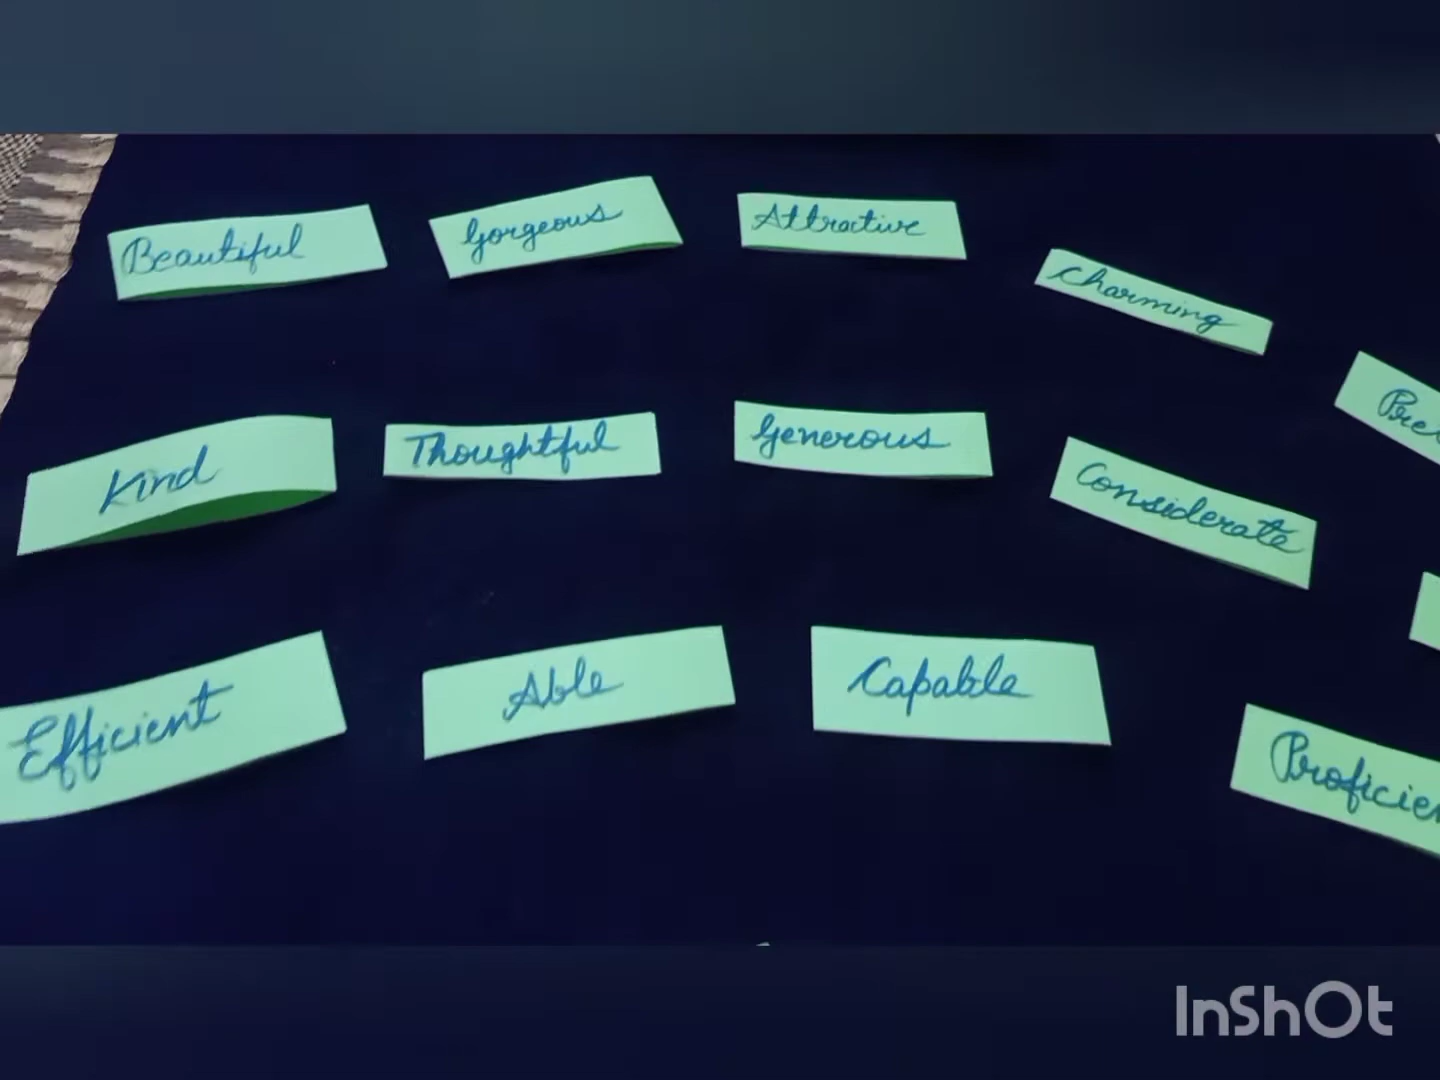 Beautiful Gorgeous Attractive Charming
Kind Thoughtful Generous Considerate
Efficient Able Capable
InShOt